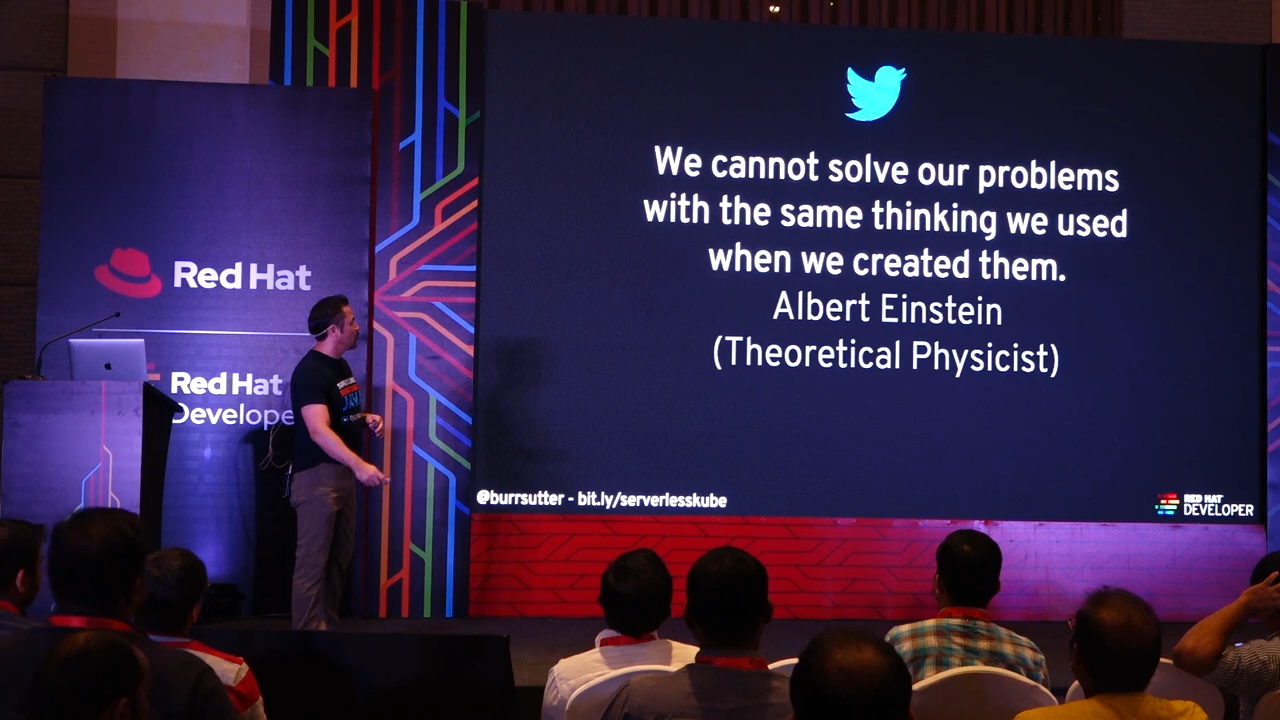 Red Hat
Red Hat
Develope
We cannot solve our problems
with the same thinking we used
when we created them.
Albert Einstein
(Theoretical Physicist)
@burrsutter - bit.ly/serverlesskube
RED HAT
DEVELOPER